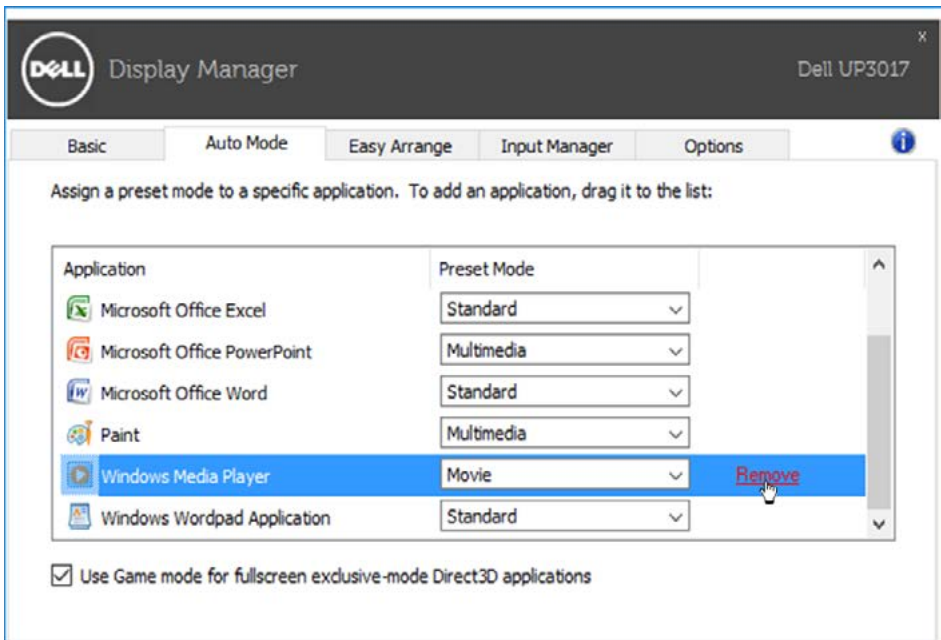 DELL Display Manager
x
Dell UP3017
Basic Auto Mode Easy Arrange Input Manager Options
Assign a preset mode to a specific application. To add an application, drag it to the list:
Application Preset Mode
Microsoft Office Excel Standard
Microsoft Office PowerPoint Multimedia
Microsoft Office Word Standard
Paint Multimedia
Windows Media Player Movie Remove
Windows Wordpad Application Standard
Use Game mode for fullscreen exclusive-mode Direct3D applications